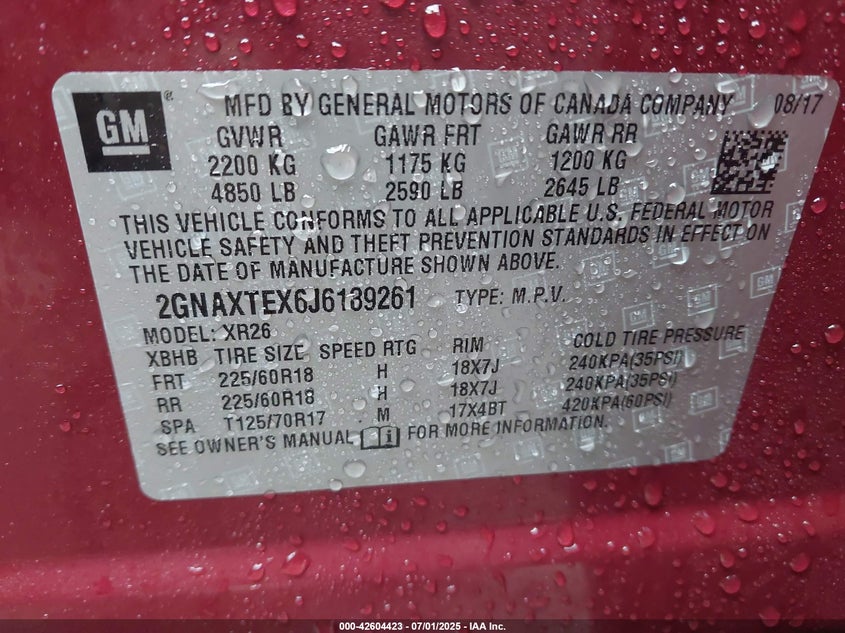 GM ®
MFD BY GENERAL MOTORS OF CANADA COMPANY 08/17
GVWR GAWR FRT GAWR RR
2200 KG 1175 KG 1200 KG
4850 LB 2590 LB 2645 LB
THIS VEHICLE CONFORMS TO ALL APPLICABLE U.S. FEDERAL MOTOR
VEHICLE SAFETY AND THEFT PREVENTION STANDARDS IN EFFECT ON
THE DATE OF MANUFACTURE SHOWN ABOVE.
2GNAXTEX6J6139261 TYPE: M.P.V.
MODEL: XR26
XBHB TIRE SIZE SPEED RTG RIM COLD TIRE PRESSURE
FRT 225/60R18 H 18X7J 240KPA(35PSI)
RR 225/60R18 H 18X7J 240KPA(35PSI)
SPA T125/70R17 M 17X4BT 420KPA(60PSI)
SEE OWNER'S MANUAL FOR MORE INFORMATION.
000-42604423 - 07/01/2025 - IAA Inc.